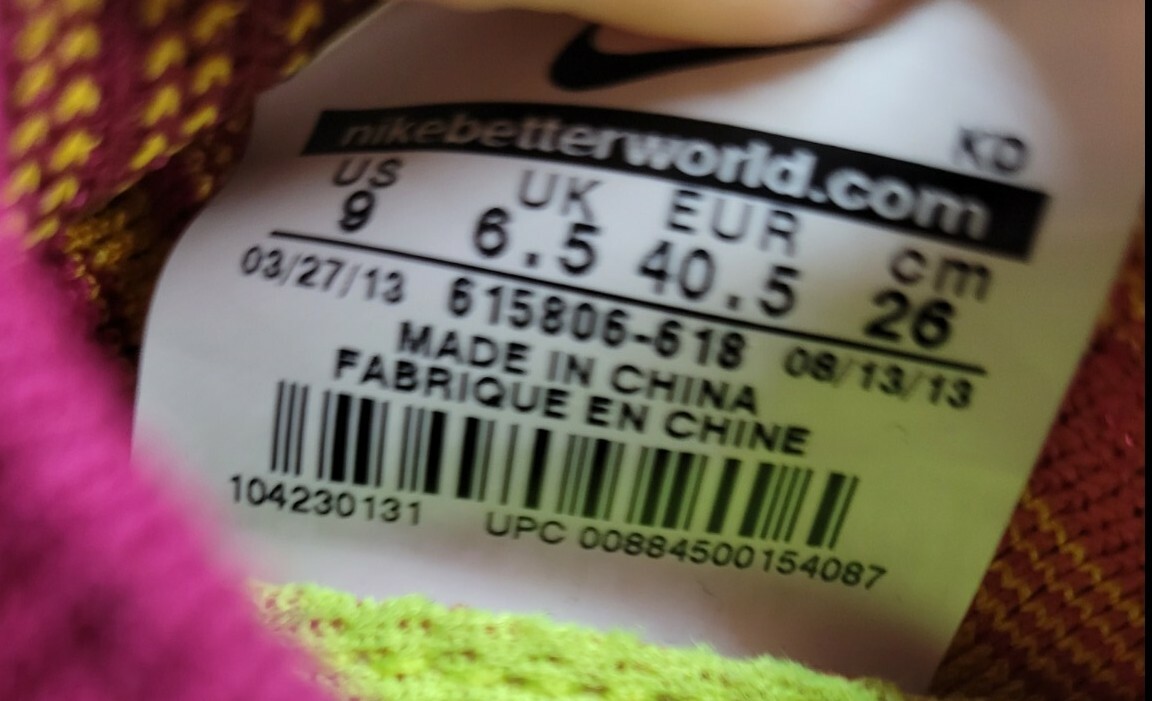 nikebetterworld.com KD
US UK EUR cm
9 6.5 40.5 26
03/27/13 615806-618 08/13/13
MADE IN CHINA
FABRIQUE EN CHINE
104230131 UPC 00884500154087